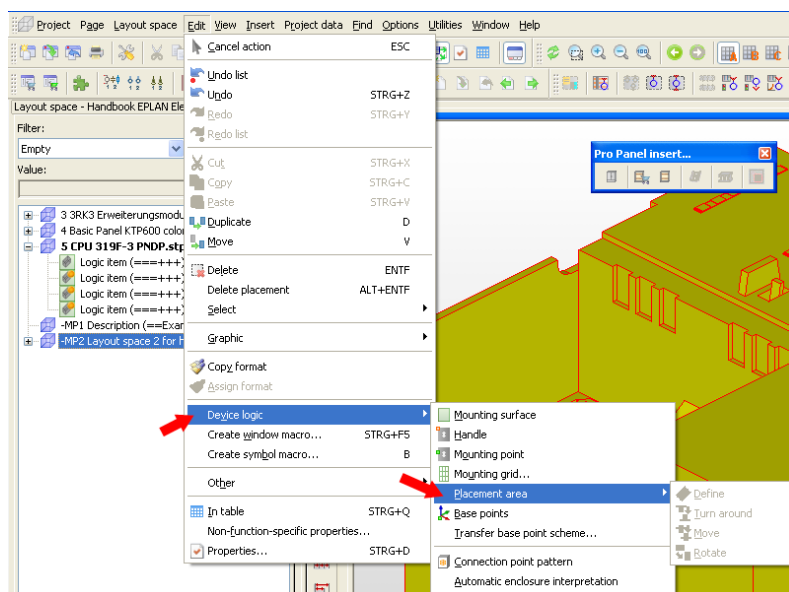 Project Page Layout space Edit View Insert Project data Find Options Utilities Window Help
Layout space - Handbook EPLAN Ele
Filter:
Empty
Value:
3 3RK3 Erweiterungsmodu
4 Basic Panel KTP600 color
5 CPU 319F-3 PNDP.stp
Logic item (===+++)
Logic item (===+++)
Logic item (===+++)
Logic item (===+++)
-MP1 Description (==Exar
-MP2 Layout space 2 for h
Cancel action ESC
Undo list
Undo STRG+Z
Redo STRG+Y
Redo list
Cut STRG+X
Copy STRG+C
Paste STRG+V
Duplicate D
Move V
Delete ENTF
Delete placement ALT+ENTF
Select
Graphic
Copy format
Assign format
Device logic
Create window macro... STRG+F5
Create symbol macro... B
Other
In table STRG+Q
Non-function-specific properties...
Properties... STRG+D
Mounting surface
Handle
Mounting point
Mounting grid...
Placement area
Base points
Transfer base point scheme...
Connection point pattern
Automatic enclosure interpretation
Define
Turn around
Move
Rotate
Pro Panel insert...